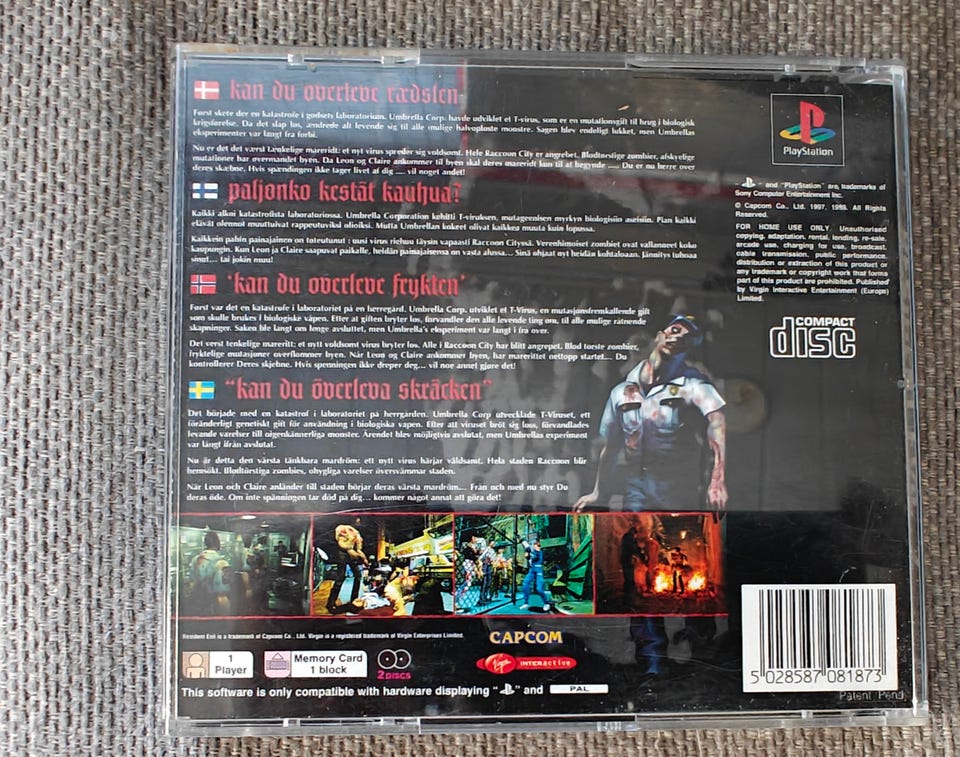 kan du overleve rædslen
Først skete der en katastrofe i godsets laboratorium. Umbrella Corp. havde udviklet et T-virus, som er en mutationsgift til brug i biologisk
krigsførelse. Da det slap løs, ændrede alt levende sig til alle mulige halvopløste monstre. Sagen blev endeligt lukket, men Umbrellas
eksperimenter var langt fra forbi.
Nu er det det værst tænkelige mareridt: et nyt virus spreder sig voldsomt. Hele Raccoon City er angrebet. Blodtørstige zombier, afskyelige
mutationer har overmandet byen. Da Leon og Claire ankommer til byen skal deres mareridt kun til at begynde .... Du er nu herre over
deres skæbne. Hvis spændingen ikke tager livet af dig .... vil noget andet!
paljonko kestät kauhua?
Kaikki alkoi katastrofista laboratoriossa. Umbrella Corporation kehitti T-viruksen, mutageenisen myrkyn biologisiin aseisiin. Pian kaikki
elävät olennot muuttuivat rappeutuviksi olioiksi. Mutta Umbrellan kokeet olivat kaikkea muuta kuin lopussa.
Kaikkein pahin painajainen on toteutunut : uusi virus riehuu täysin vapaasti Raccoon Cityssä. Verenhimoiset zombiet ovat vallanneet koko
kaupungin. Kun Leon ja Claire saapuvat paikalle, heidän painajaisensa on vasta alussa... Sinä ohjaat nyt heidän kohtaloaan. Jännitys tuhoaa
sinut... tai jokin muu!
'kan du overleve frykten'
Først var det en katastrofe i laboratoriet på en herregård. Umbrella Corp. utviklet et T-Virus, en mutasjonsfremkallende gift
som skulle brukes i biologiske våpen. Etter at giften bryter løs, forvandler den alle levende ting om, til alle mulige råtnende
skapninger. Saken ble langt om lenge avsluttet, men Umbrella's eksperiment var langt i fra over.
Det verst tenkelige mareritt: et nytt voldsomt virus bryter løs. Alle i Raccoon City har blitt angrepet. Blod tørste zombier,
fryktelige mutasjoner overflommer byen. Når Leon og Claire ankommer byen, har marerittet nettopp startet... Du
kontrollerer Deres skjebne. Hvis spenningen ikke dreper deg... vil noe annet gjøre det!
"kan du överleva skräcken"
Det började med en katastrof i laboratoriet på herrgården. Umbrella Corp utvecklade T-Viruset, ett
föränderligt genetiskt gift för användning i biologiska vapen. Efter att viruset bröt sig loss, förvandlades
levande varelser till oigenkännerliga monster. Ärendet blev möjligtvis avslutat, men Umbrellas experiment
var långt ifrån avslutat.
Nu är detta den värsta tänkbara mardröm: ett nytt virus härjar våldsamt. Hela staden Raccoon blir
hemsökt. Blodtörstiga zombies, ohygliga varelser översvämmar staden.
När Leon och Claire anländer till staden börjar deras värsta mardröm... Från och med nu styr Du
deras öde. Om inte spänningen tar död på dig... kommer något annat att göra det!
PlayStation
and "PlayStation" are trademarks of
Sony Computer Entertainment Inc.
© Capcom Co., Ltd. 1997, 1998. All Rights
Reserved.
FOR HOME USE ONLY Unauthorised
copying, adaptation, rental, lending, re-sale,
arcade use, charging for use, broadcast,
cable transmission, public performance,
distribution or extraction of this product or
any trademark or copyright work that forms
part of this product are prohibited. Published
by Virgin Interactive Entertainment (Europe)
Limited.
COMPACT
disc
Resident Evil is a trademark of Capcom Co., Ltd. Virgin is a registered trademark of Virgin Enterprises Limited.
CAPCOM
Virgin INTERACTIVE
1
Player
Memory Card
1 block
2 DISCS
This software is only compatible with hardware displaying " " and PAL
5 028587 081873
Patent Pend